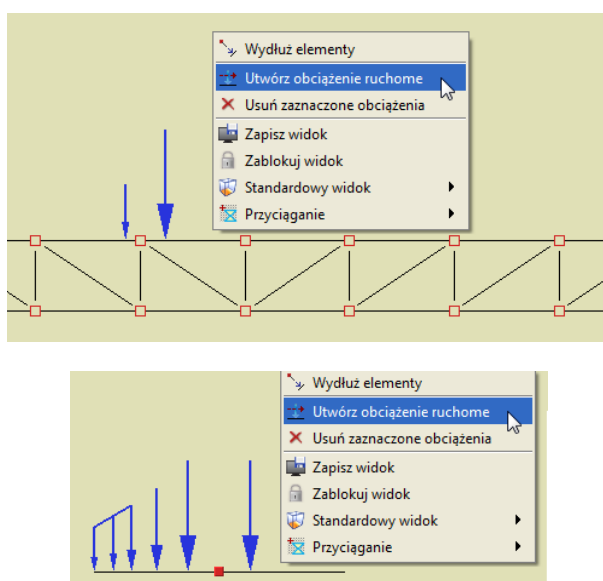 Wydłuż elementy
Utwórz obciążenie ruchome
Usuń zaznaczone obciążenia
Zapisz widok
Zablokuj widok
Standardowy widok
Przyciąganie
Wydłuż elementy
Utwórz obciążenie ruchome
Usuń zaznaczone obciążenia
Zapisz widok
Zablokuj widok
Standardowy widok
Przyciąganie